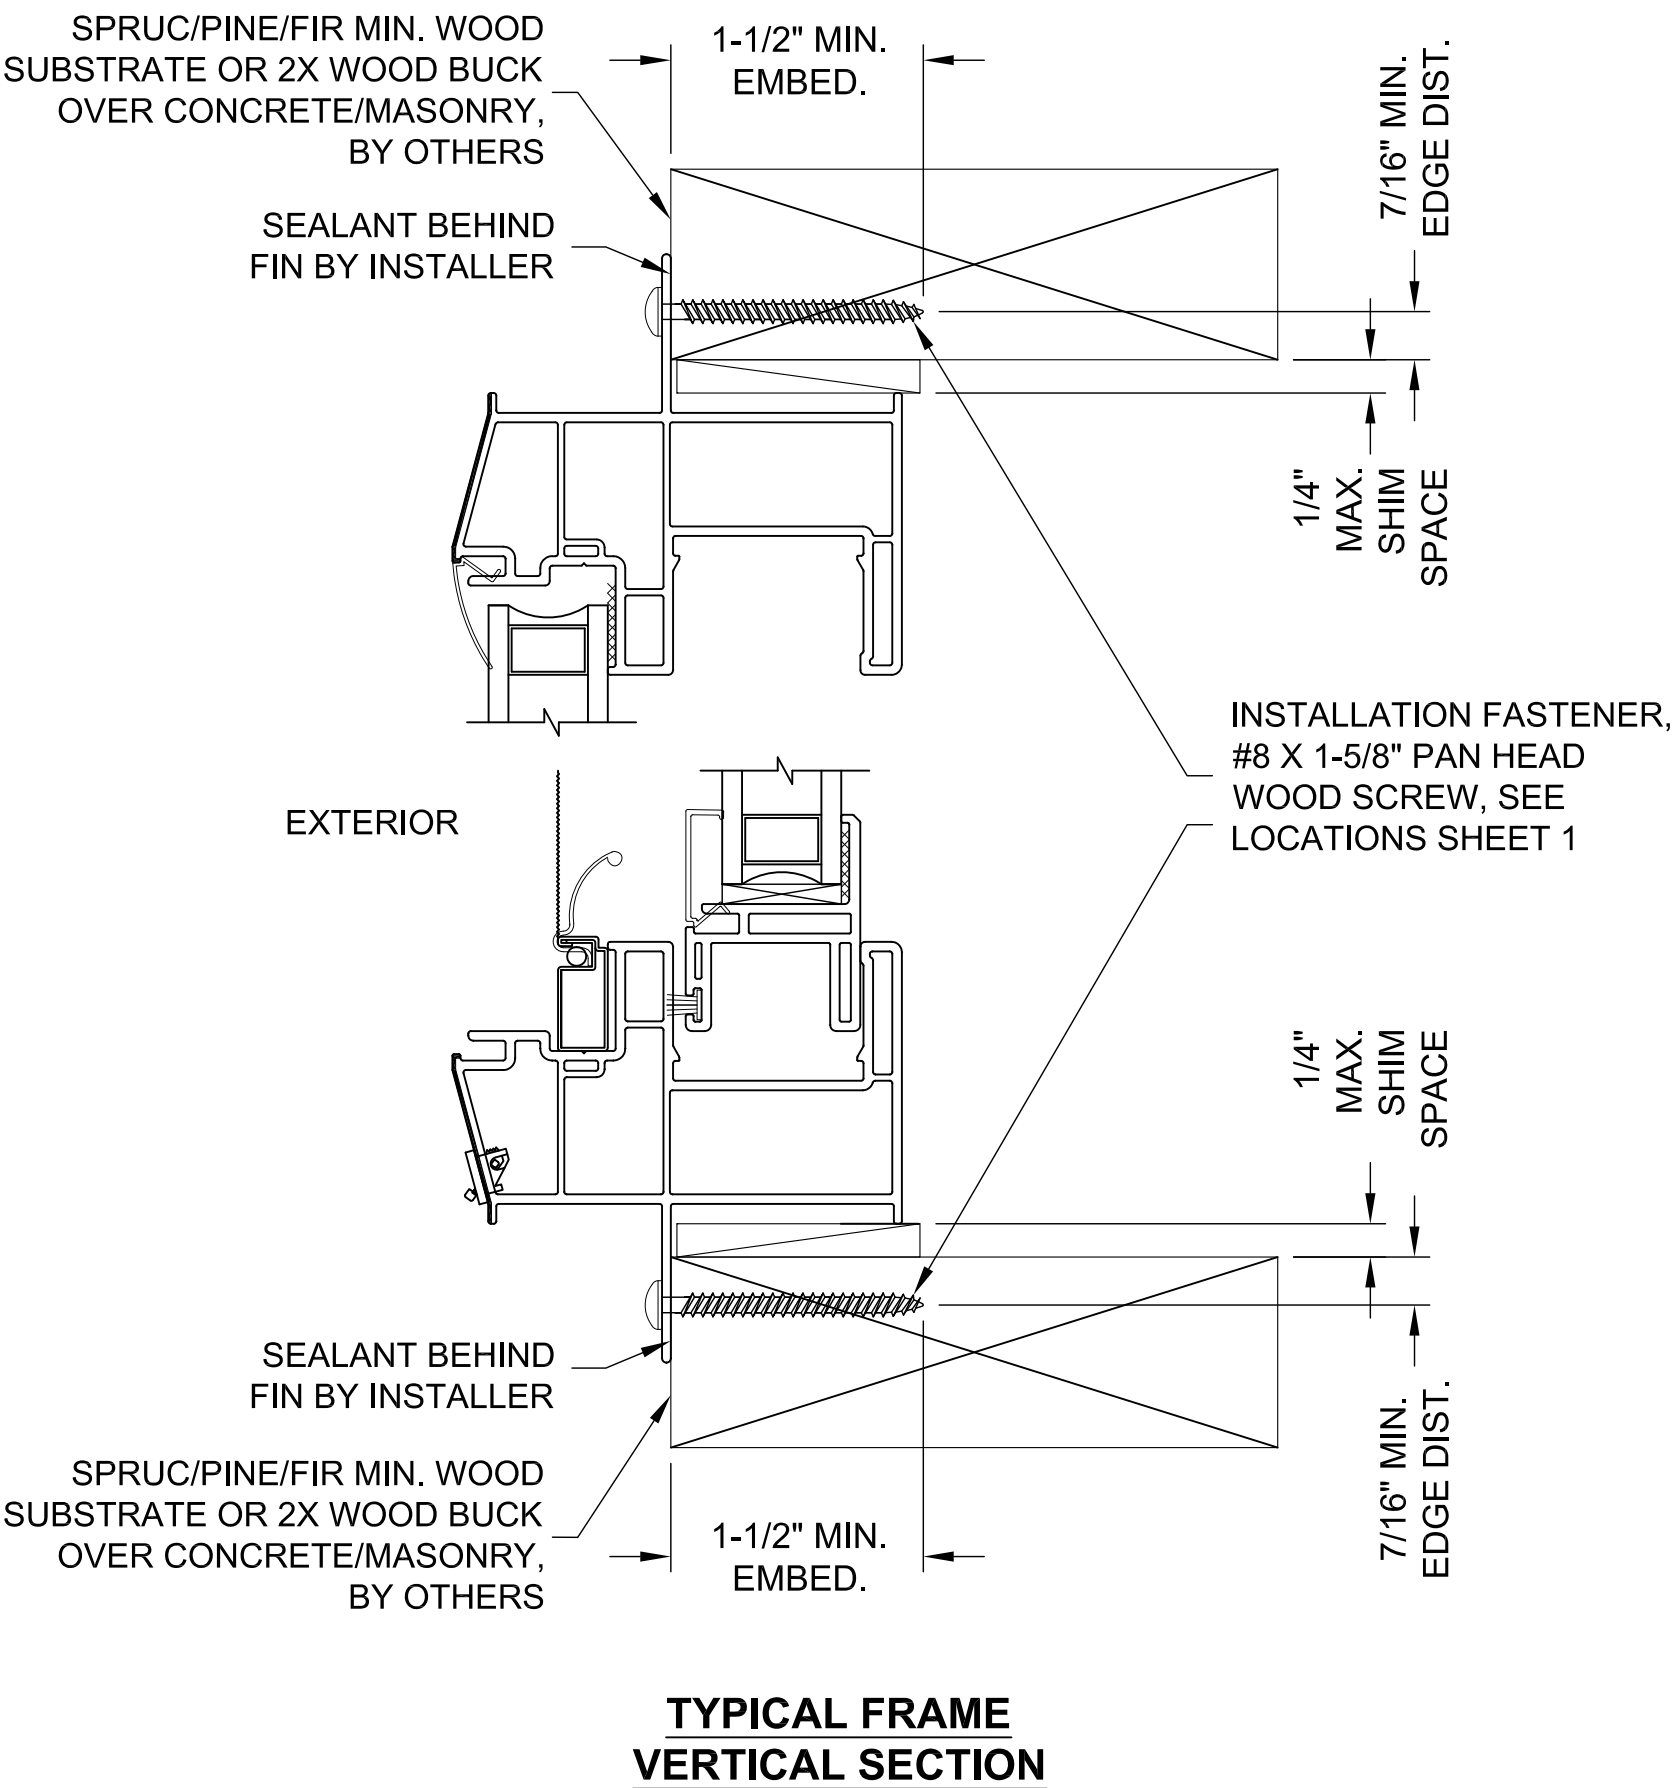 SPRUC/PINE/FIR MIN. WOOD
SUBSTRATE OR 2X WOOD BUCK
OVER CONCRETE/MASONRY,
BY OTHERS
1-1/2" MIN.
EMBED.
7/16" MIN.
EDGE DIST.
SEALANT BEHIND
FIN BY INSTALLER
1/4"
MAX.
SHIM
SPACE
INSTALLATION FASTENER,
#8 X 1-5/8" PAN HEAD
WOOD SCREW, SEE
LOCATIONS SHEET 1
EXTERIOR
1/4"
MAX.
SHIM
SPACE
SEALANT BEHIND
FIN BY INSTALLER
7/16" MIN.
EDGE DIST.
SPRUC/PINE/FIR MIN. WOOD
SUBSTRATE OR 2X WOOD BUCK
OVER CONCRETE/MASONRY,
BY OTHERS
1-1/2" MIN.
EMBED.
TYPICAL FRAME
VERTICAL SECTION